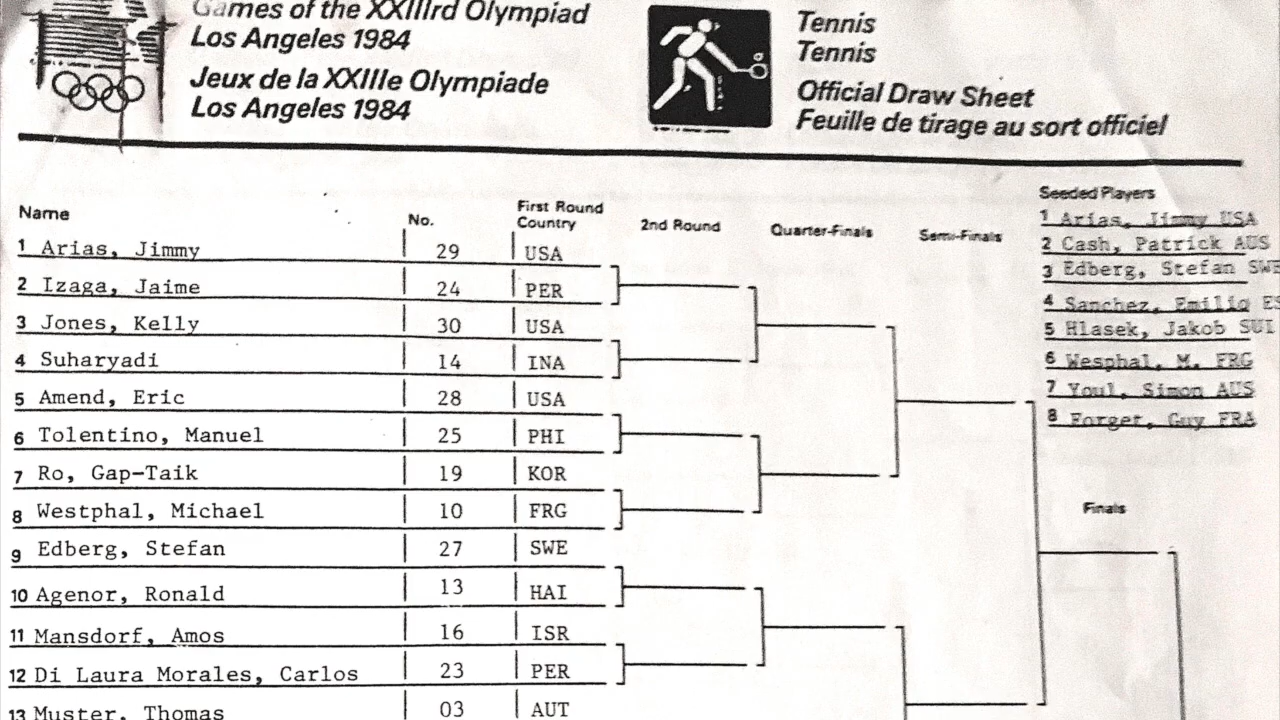 Games of the XXIIIrd Olympiad
Los Angeles 1984
Jeux de la XXIIIe Olympiade
Los Angeles 1984
Tennis
Tennis
Official Draw Sheet
Feuille de tirage au sort officiel
Name No. First Round Country 2nd Round Quarter-Finals Semi-Finals
1 Arias, Jimmy 29 USA
2 Izaga, Jaime 24 PER
3 Jones, Kelly 30 USA
4 Suharyadi 14 INA
5 Amend, Eric 28 USA
6 Tolentino, Manuel 25 PHI
7 Ro, Gap-Taik 19 KOR
8 Westphal, Michael 10 FRG
9 Edberg, Stefan 27 SWE
10 Agenor, Ronald 13 HAI
11 Mansdorf, Amos 16 ISR
12 Di Laura Morales, Carlos 23 PER
13 Muster, Thomas 03 AUT
Seeded Players
1 Arias, Jimmy USA
2 Cash, Patrick AUS
3 Edberg, Stefan SWE
4 Sanchez, Emilio ES
5 Hlasek, Jakob SUI
6 Wesphal, M. FRG
7 Youl, Simon AUS
8 Forget, Guy FRA
Finals